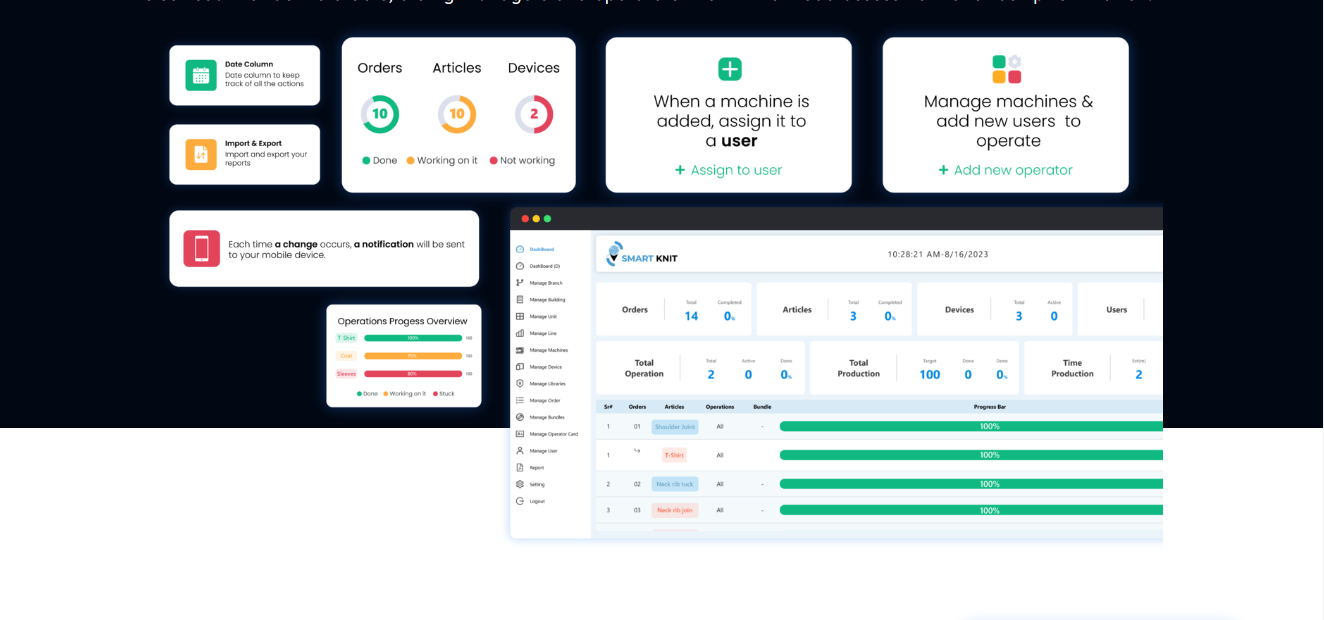 Date Column
Date column to keep
track of all the actions
Import & Export
Import and export your
reports
Orders Articles Devices
10 10 2
Done Working on it Not working
When a machine is
added, assign it to
a user
+ Assign to user
Manage machines &
add new users to
operate
+ Add new operator
Each time a change occurs, a notification will be sent
to your mobile device.
Operations Progess Overview
T-Shirt 100% 100
Coat 70% 100
Sleeves 80% 100
Done Working on it Stuck
DashBoard
DashBoard (O)
Manage Branch
Manage Building
Manage Unit
Manage Line
Manage Machines
Manage Device
Manage Libraries
Manage Order
Manage Bundles
Manage Operator Card
Manage User
Report
Setting
Logout
SMART KNIT
10:28:21 AM-8/16/2023
Orders Total 14 Completed 0%
Articles Total 3 Completed 0%
Devices Total 3 Active 0
Users
Total Operation Total 2 Active 0 Done 0%
Total Production Target 100 Done 0 Done 0%
Time Production Est(m) 2
Sr# Orders Articles Operations Bundle Progress Bar
1 01 Shoulder Joint All - 100%
1 T-Shirt All 100%
2 02 Neck rib tuck All - 100%
3 03 Neck rib join All - 100%